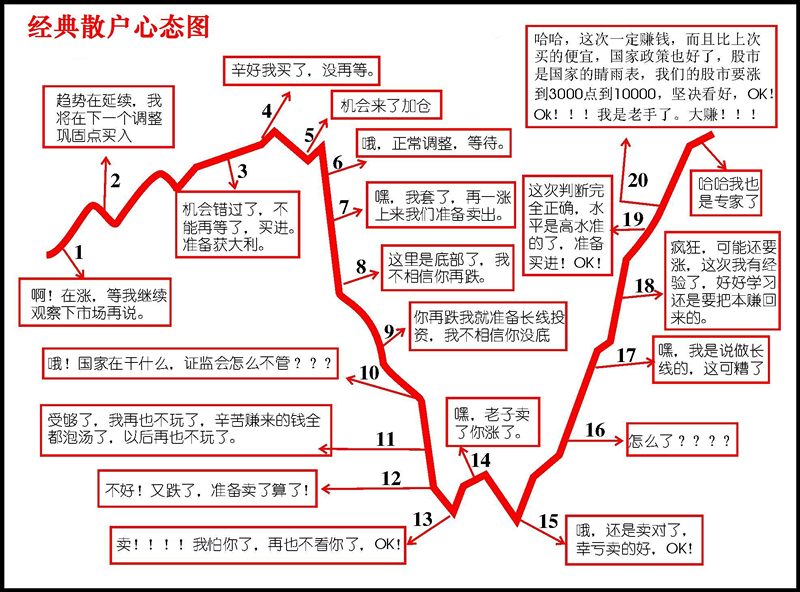 经典散户心态图
趋势在延续，我
将在下一个调整
巩固点买入
2
1
啊！在涨，等我继续
观察下市场再说。
3
机会错过了，不
能再等了，买进。
准备获大利。
辛好我买了，没再等。
4
机会来了加仓
5
哦，正常调整，等待。
6
嘿，我套了，再一涨
上来我们准备卖出。
7
这里是底部了，我
不相信你再跌。
8
你再跌我就准备长线投
资，我不相信你没底
9
哦！国家在干什么，证监会怎么不管？？？
10
受够了，我再也不玩了，辛苦赚来的钱全
都泡汤了，以后再也不玩了。
11
不好！又跌了，准备卖了算了！
12
卖！！！！我怕你了，再也不看你了，OK！
13
嘿，老子卖
了你涨了。
14
15
哦，还是卖对了，
幸亏卖的好，OK！
16
怎么了？？？？
17
嘿，我是说做长
线的，这可糟了
18
疯狂，可能还要
涨，这次我有经
验了，好好学习
还是要把本赚回
来的。
这次判断完
全正确，水
平是高水准
的了，准备
买进！OK！
19
20
哈哈，这次一定赚钱，而且比上次
买的便宜，国家政策也好了，股市
是国家的晴雨表，我们的股市要涨
到3000点到10000，坚决看好，OK！
Ok！！！我是老手了。大赚！！！
哈哈我也
是专家了